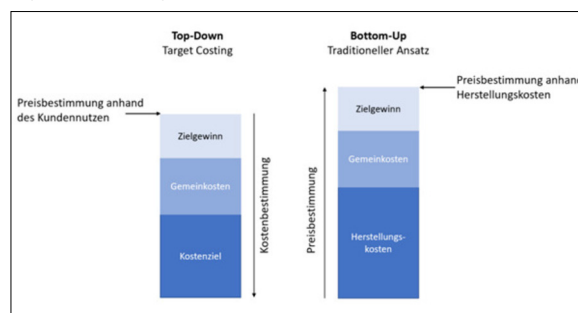 Top-Down
Target Costing
Bottom-Up
Traditioneller Ansatz
Preisbestimmung anhand
des Kundennutzen
Zielgewinn
Gemeinkosten
Kostenziel
Kostenbestimmung
Preisbestimmung
Zielgewinn
Gemeinkosten
Herstellungs-
kosten
Preisbestimmung anhand
Herstellungskosten